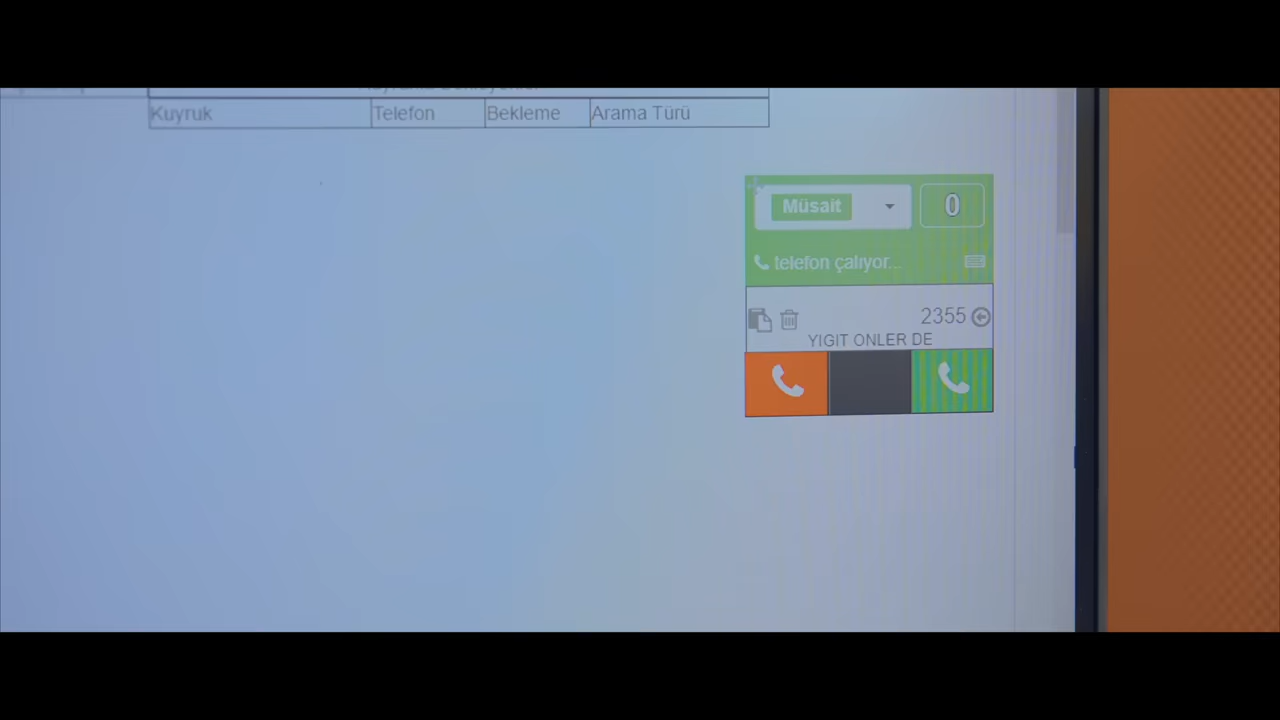 Kuyruk Telefon Bekleme Arama Türü
Müsait 0
telefon çalıyor...
2355
YIGIT ONLER DE